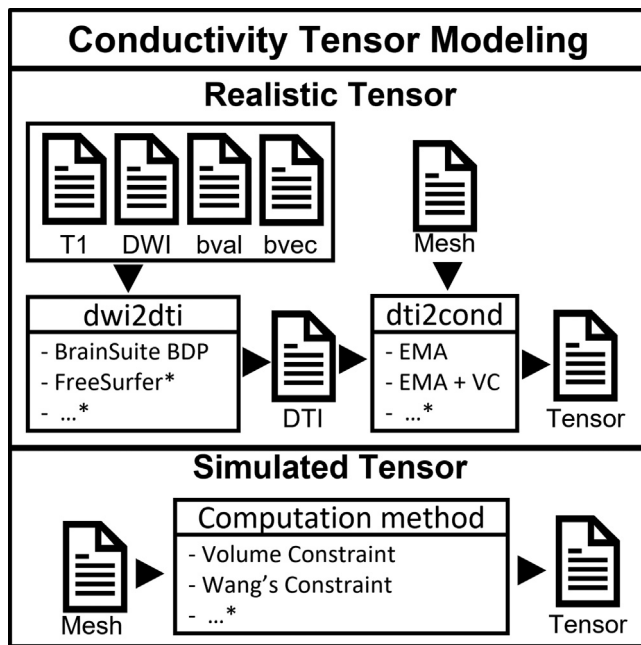 Conductivity Tensor Modeling
Realistic Tensor
T1 DWI bval bvec
Mesh
dwi2dti
- BrainSuite BDP
- FreeSurfer*
- ...*
DTI
dti2cond
- EMA
- EMA + VC
- ...*
Tensor
Simulated Tensor
Mesh
Computation method
- Volume Constraint
- Wang's Constraint
- ...*
Tensor